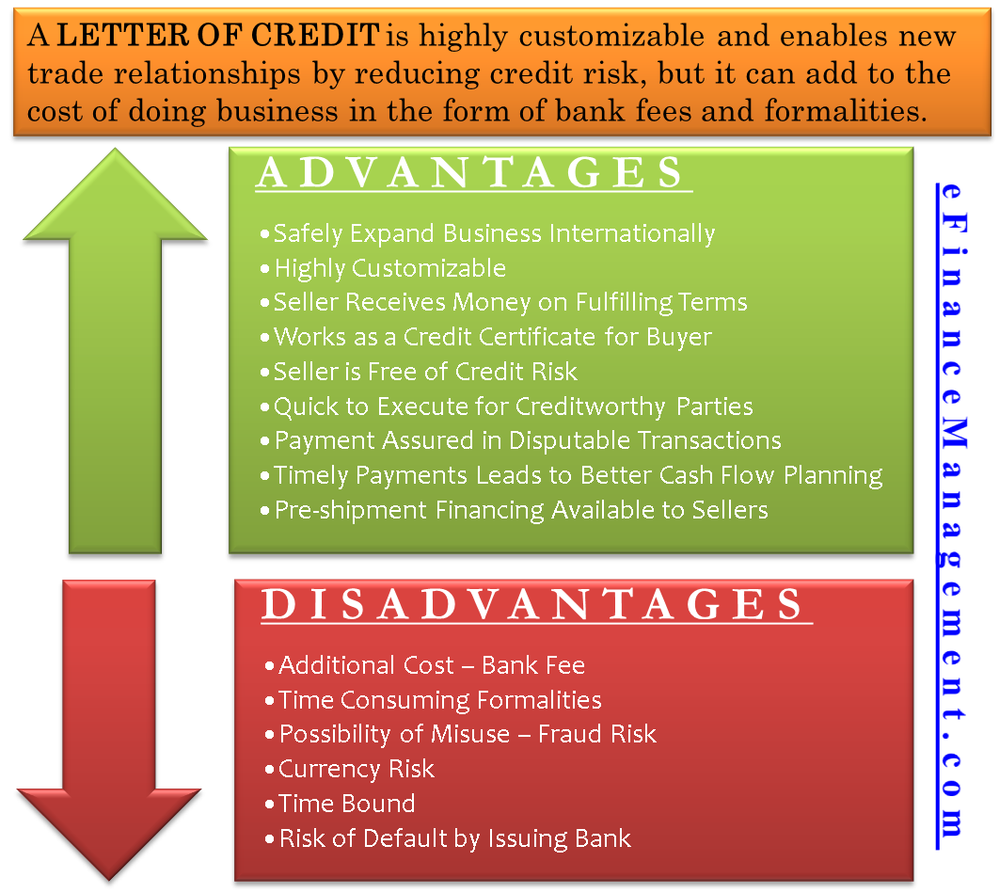 A LETTER OF CREDIT is highly customizable and enables new
trade relationships by reducing credit risk, but it can add to the
cost of doing business in the form of bank fees and formalities.
ADVANTAGES
•Safely Expand Business Internationally
•Highly Customizable
•Seller Receives Money on Fulfilling Terms
•Works as a Credit Certificate for Buyer
•Seller is Free of Credit Risk
•Quick to Execute for Creditworthy Parties
•Payment Assured in Disputable Transactions
•Timely Payments Leads to Better Cash Flow Planning
•Pre-shipment Financing Available to Sellers
DISADVANTAGES
•Additional Cost – Bank Fee
•Time Consuming Formalities
•Possibility of Misuse – Fraud Risk
•Currency Risk
•Time Bound
•Risk of Default by Issuing Bank
eFinanceManagement.com